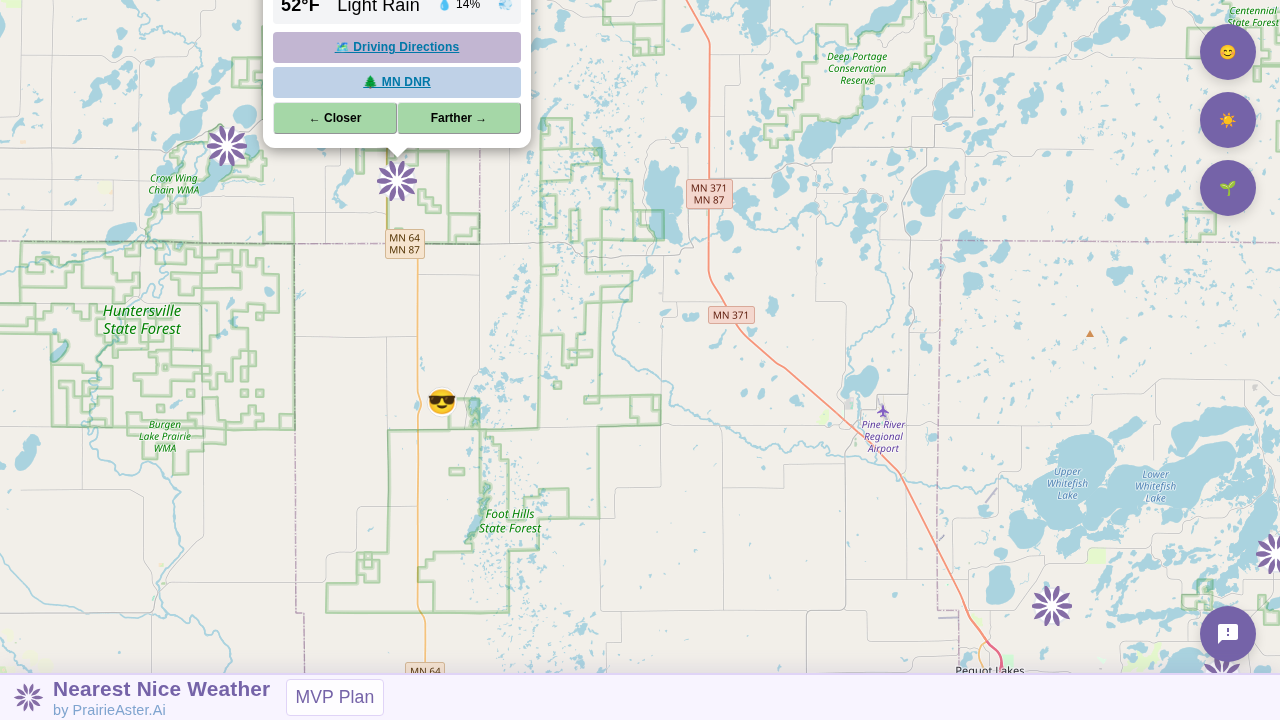 52°F Light Rain 14%
Driving Directions
MN DNR
← Closer
Farther →
Centennial
State Forest
Deep Portage
Conservation
Reserve
Crow Wing
Chain WMA
MN 371
MN 87
MN 64
MN 87
Huntersville
State Forest
MN 371
Burgen
Lake Prairie
WMA
Pine River
Regional
Airport
Upper
Whitefish
Lake
Lower
Whitefish
Lake
Foot Hills
State Forest
MN 64
Pequot Lakes
Nearest Nice Weather
by PrairieAster.Ai
MVP Plan